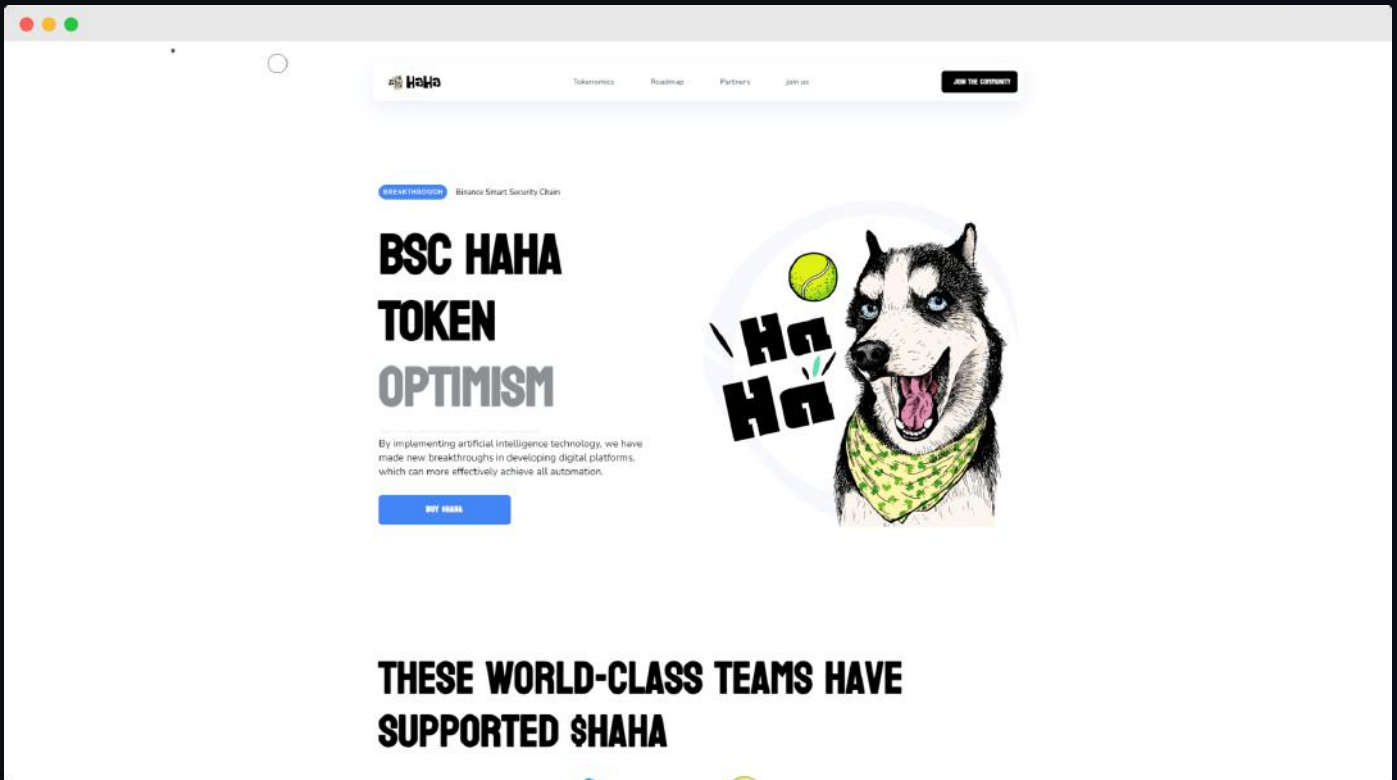 HaHa
Tokenomics
Roadmap
Partners
join us
JOIN THE COMMUNITY
BREAKTHROUGH
Binance Smart Security Chain
BSC HAHA
TOKEN
OPTIMISM
By implementing artificial intelligence technology, we have
made new breakthroughs in developing digital platforms,
which can more effectively achieve all automation.
BUY $HAHA
Ha
Ha
THESE WORLD-CLASS TEAMS HAVE
SUPPORTED $HAHA